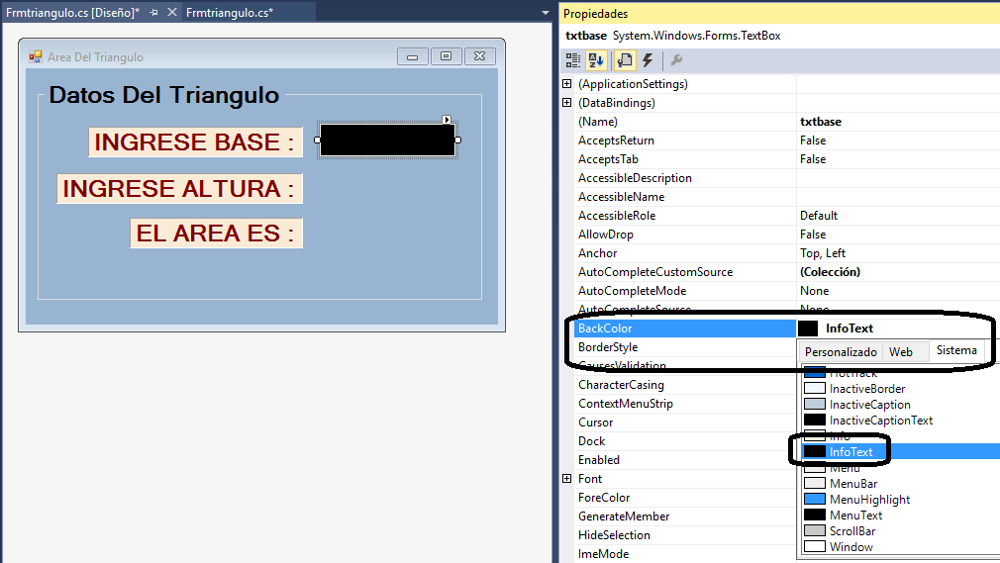 Frmtriangulo.cs [Diseño]*
Frmtriangulo.cs*
Area Del Triangulo
Datos Del Triangulo
INGRESE BASE :
INGRESE ALTURA :
EL AREA ES :
Propiedades
txtbase System.Windows.Forms.TextBox
(ApplicationSettings)
(DataBindings)
(Name) txtbase
AcceptsReturn False
AcceptsTab False
AccessibleDescription
AccessibleName
AccessibleRole Default
AllowDrop False
Anchor Top, Left
AutoCompleteCustomSource (Colección)
AutoCompleteMode None
AutoCompleteSource None
BackColor InfoText
BorderStyle
Personalizado Web Sistema
CausesValidation
HotTrack
CharacterCasing
InactiveBorder
ContextMenuStrip
InactiveCaption
Cursor
InactiveCaptionText
Dock
Info
InfoText
Enabled
Menu
Font
MenuBar
ForeColor
MenuHighlight
GenerateMember
MenuText
HideSelection
ScrollBar
ImeMode
Window